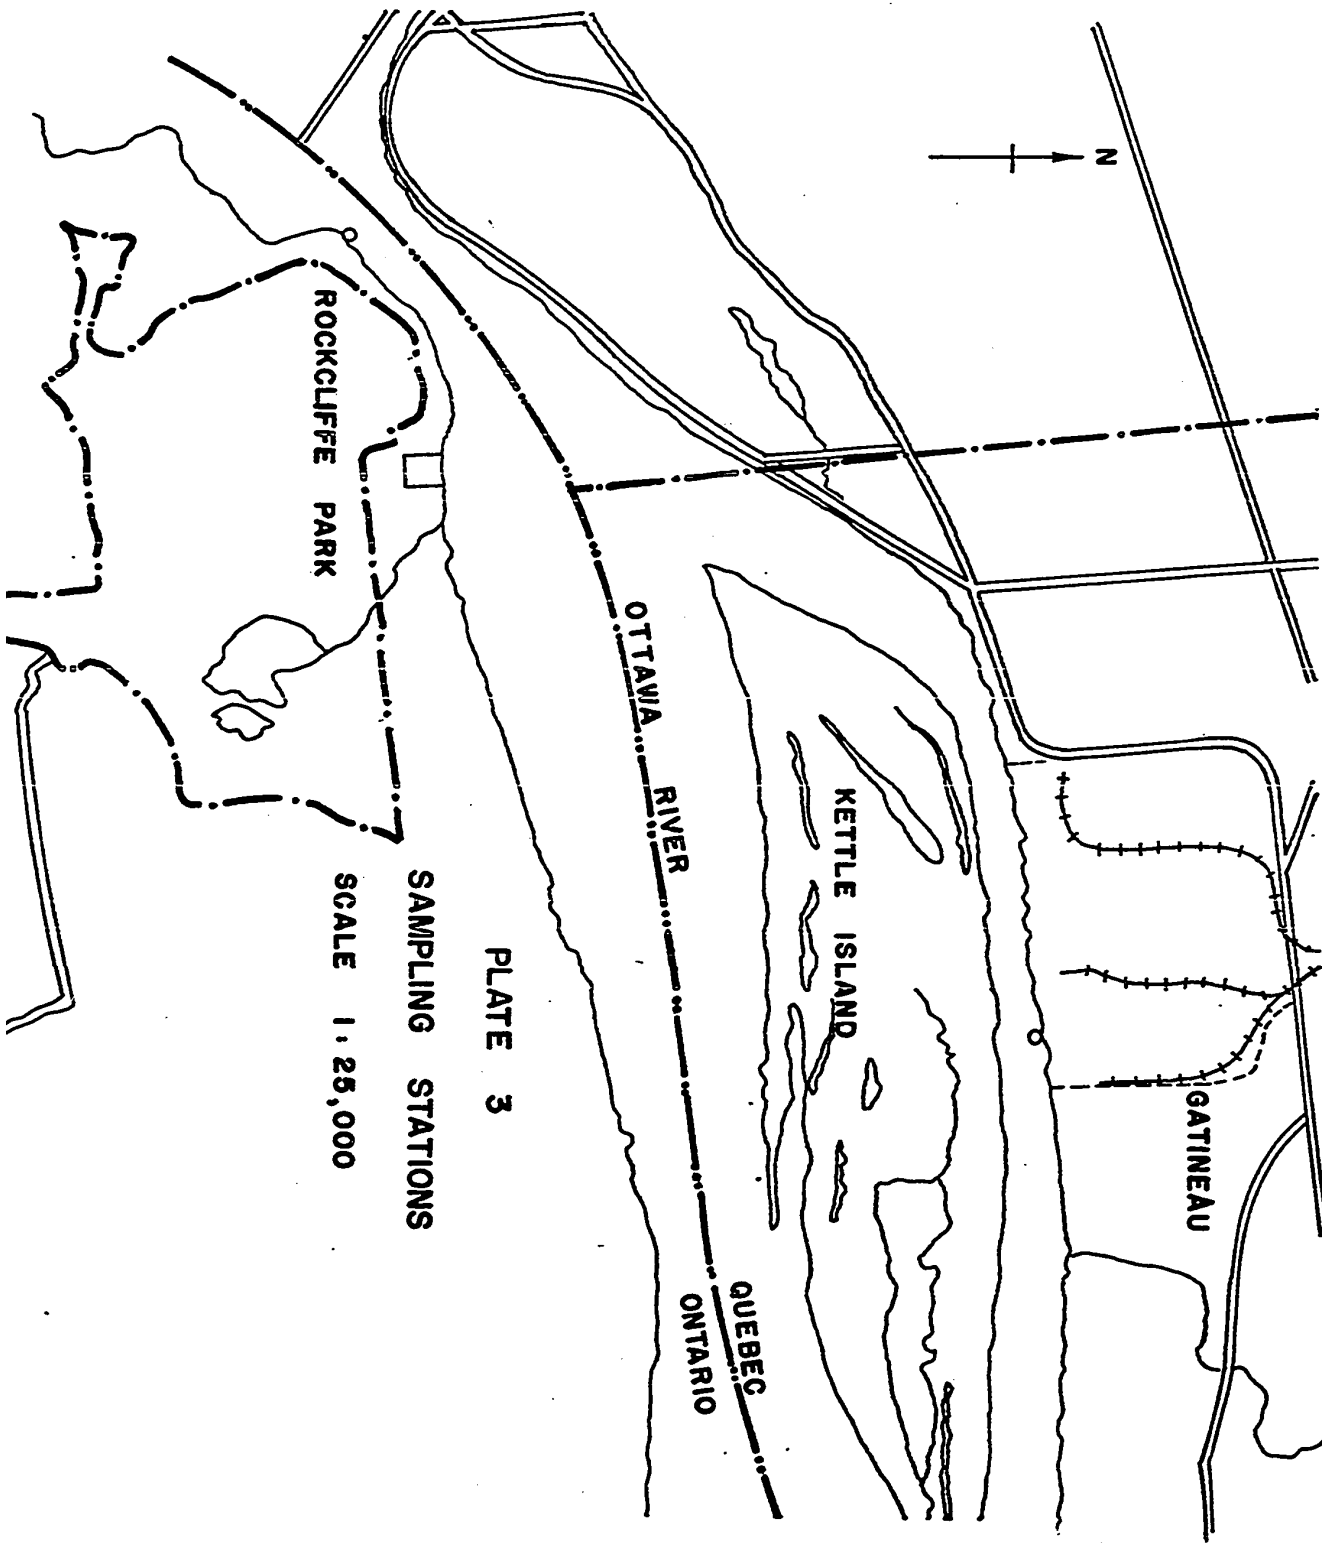 N
GATINEAU
KETTLE ISLAND
OTTAWA RIVER
QUEBEC
ONTARIO
ROCKCLIFFE PARK
PLATE 3
SAMPLING STATIONS
SCALE 1:25,000